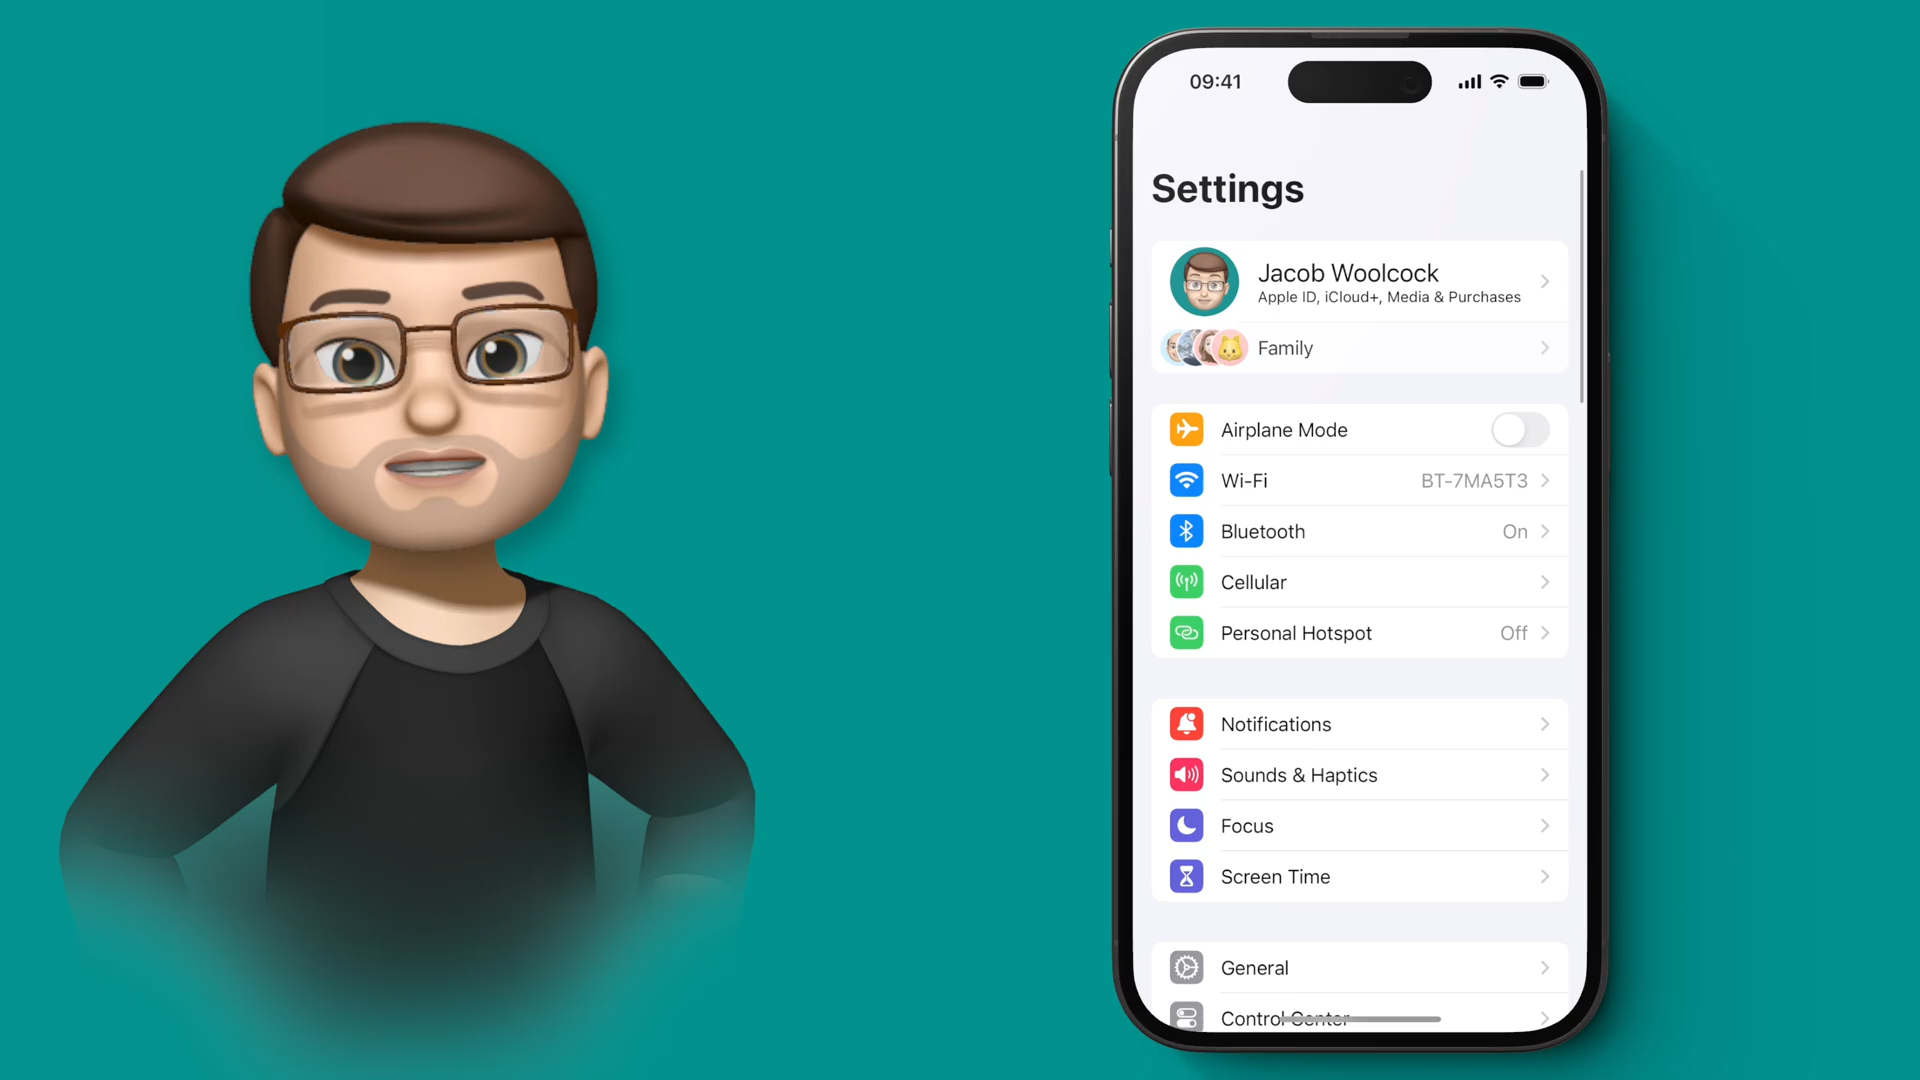 09:41
Settings
Jacob Woolcock
Apple ID, iCloud+, Media & Purchases
Family
Airplane Mode
Wi-Fi BT-7MA5T3
Bluetooth On
Cellular
Personal Hotspot Off
Notifications
Sounds & Haptics
Focus
Screen Time
General
Control Center